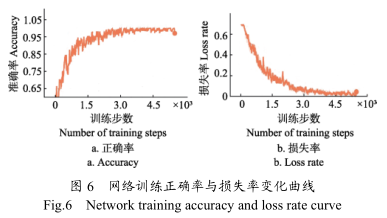 准确率 Accuracy
1.05
0.95
0.85
0.75
0.65
0 1.5 3.0 4.5 ×10³
训练步数
Number of training steps
a. 正确率
a. Accuracy
损失率 Loss rate
0.6
0.4
0.2
0
0 1.5 3.0 4.5 ×10³
训练步数
Number of training steps
b. 损失率
b. Loss rate
图 6 网络训练正确率与损失率变化曲线
Fig.6 Network training accuracy and loss rate curve